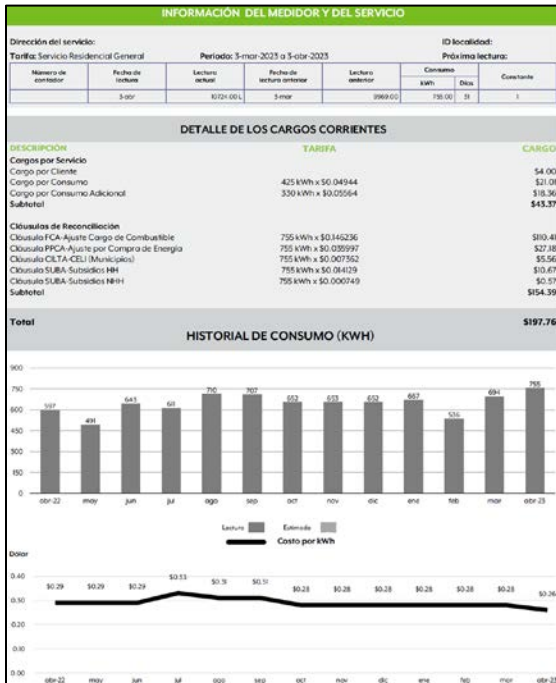 INFORMACIÓN DEL MEDIDOR Y DEL SERVICIO
Dirección del servicio: ID localidad:
Tarifa: Servicio Residencial General Periodo: 3-mar-2023 a 3-abr-2023 Próxima lectura:
Número de contador Fecha de lectura Lectura actual Fecha de lectura anterior Lectura anterior Consumo Constante
kWh Días
3-abr 10724.00 L 3-mar 9969.00 755.00 31 1
DETALLE DE LOS CARGOS CORRIENTES
DESCRIPCIÓN TARIFA CARGO
Cargos por Servicio
Cargo por Cliente $4.00
Cargo por Consumo 425 kWh x $0.04944 $21.01
Cargo por Consumo Adicional 330 kWh x $0.05564 $18.36
Subtotal $43.37
Cláusulas de Reconciliación
Cláusula FCA-Ajuste Cargo de Combustible 755 kWh x $0.146236 $110.41
Cláusula PPCA-Ajuste por Compra de Energía 755 kWh x $0.035997 $27.18
Cláusula CILTA-CELI (Municipios) 755 kWh x $0.007362 $5.56
Cláusula SUBA-Subsidios HH 755 kWh x $0.014129 $10.67
Cláusula SUBA-Subsidios NHH 755 kWh x $0.000749 $0.57
Subtotal $154.39
Total $197.76
HISTORIAL DE CONSUMO (KWH)
900
750
600
450
300
150
0
597 491 643 611 710 707 652 653 652 667 536 694 755
abr-22 may jun jul ago sep oct nov dic ene feb mar abr-23
Lectura Estimada
Costo por kWh
Dólar
0.40
0.30
0.20
0.10
0.00
$0.29 $0.29 $0.29 $0.33 $0.31 $0.31 $0.28 $0.28 $0.28 $0.28 $0.28 $0.28 $0.26
abr-22 may jun jul ago sep oct nov dic ene feb mar abr-23